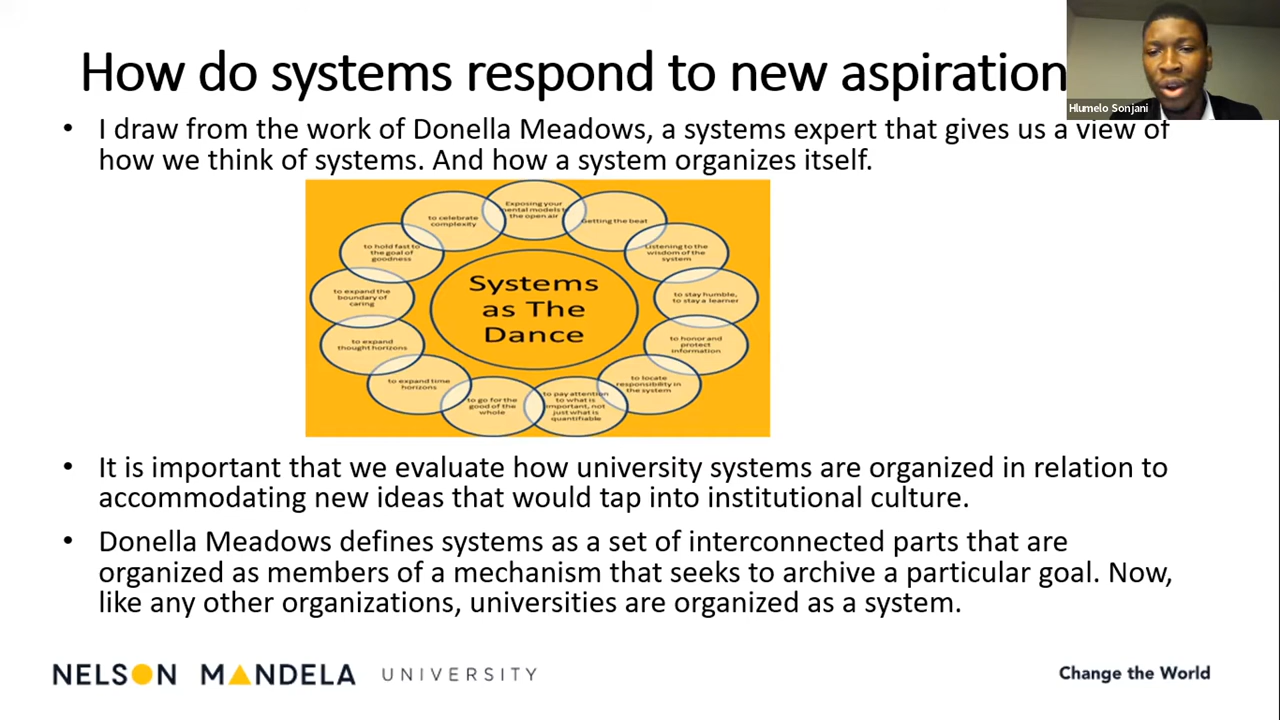 How do systems respond to new aspiration
Hlumelo Sonjani
• I draw from the work of Donella Meadows, a systems expert that gives us a view of
how we think of systems. And how a system organizes itself.
Exposing your
mental models to
the open air
Getting the beat
Listening to the
wisdom of the
system
to stay humble,
to stay a learner
to honor and
protect
information
to locate
responsibility in
the system
to pay attention
to what is
important, not
just what is
quantifiable
to go for the
good of the
whole
to expand time
horizons
to expand
thought horizons
to expand the
boundary of
caring
to hold fast to
the goal of
goodness
to celebrate
complexity
Systems
as The
Dance
• It is important that we evaluate how university systems are organized in relation to
accommodating new ideas that would tap into institutional culture.
• Donella Meadows defines systems as a set of interconnected parts that are
organized as members of a mechanism that seeks to archive a particular goal. Now,
like any other organizations, universities are organized as a system.
NELSON MANDELA UNIVERSITY
Change the World